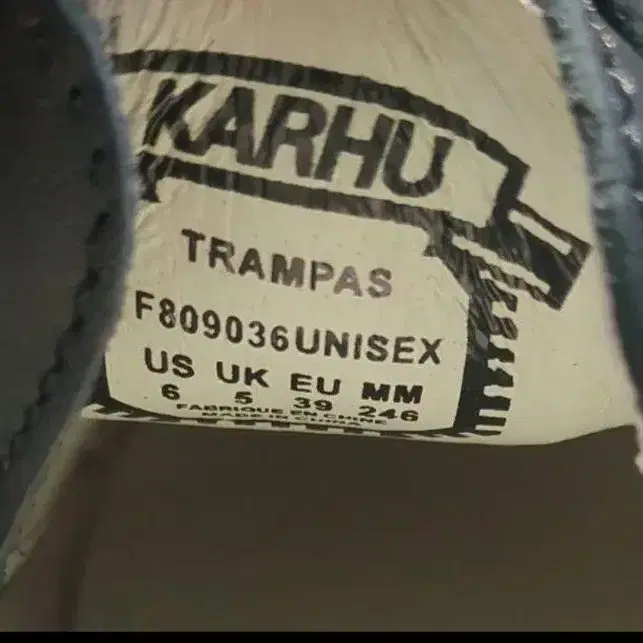 KARHU
TRAMPAS
F809036UNISEX
US UK EU MM
6 5 39 246
FABRIQUE EN CHINE
MADE IN CHINA